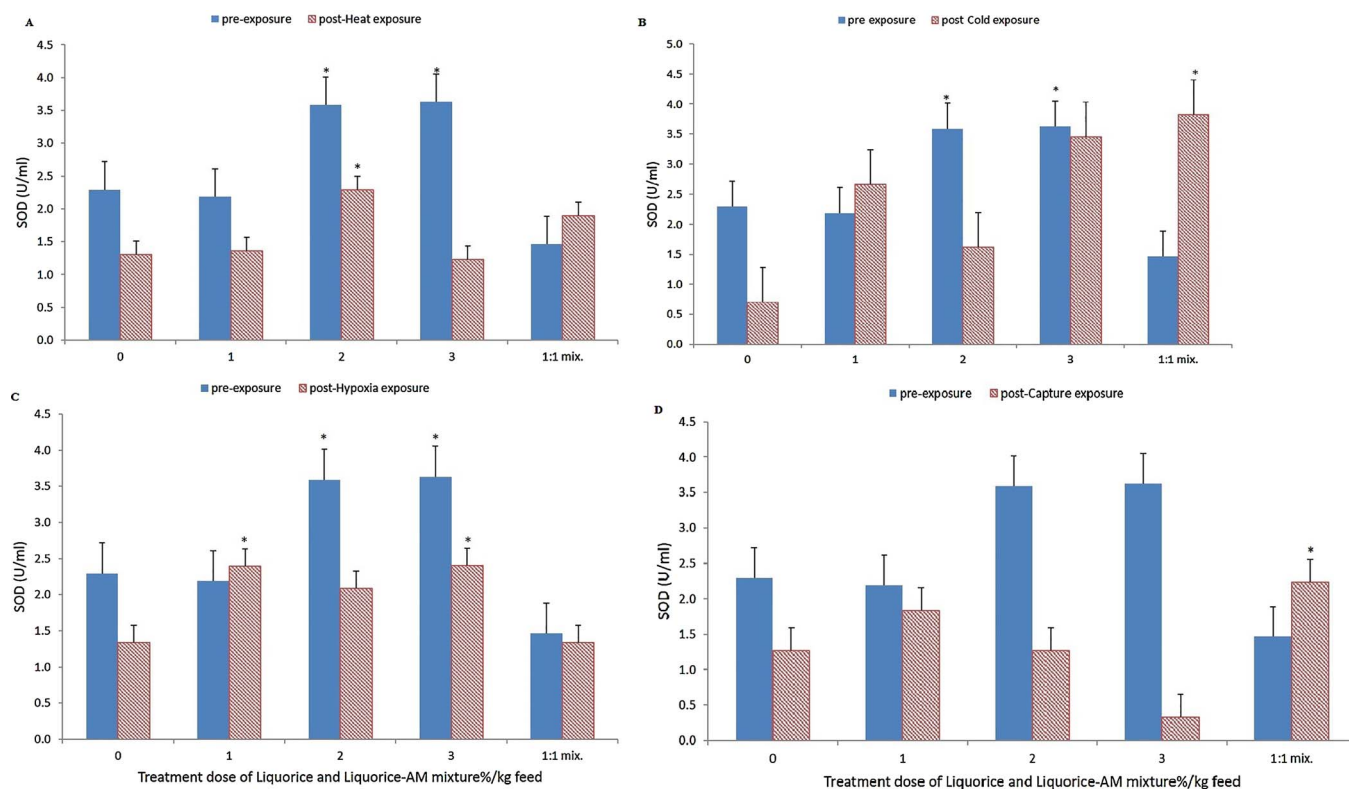 A
pre-exposure post-Heat exposure
SOD (U/ml)
4.5
4.0
3.5
3.0
2.5
2.0
1.5
1.0
0.5
0.0
* * *
0 1 2 3 1:1 mix.
B
pre exposure post Cold exposure
SOD (U/ml)
5.0
4.5
4.0
3.5
3.0
2.5
2.0
1.5
1.0
0.5
0.0
* * *
0 1 2 3 1:1 mix.
C
pre-exposure post-Hypoxia exposure
SOD (U/ml)
4.5
4.0
3.5
3.0
2.5
2.0
1.5
1.0
0.5
0.0
* * * *
0 1 2 3 1:1 mix.
Treatment dose of Liquorice and Liquorice-AM mixture%/kg feed
D
pre-exposure post-Capture exposure
SOD (U/ml)
4.5
4.0
3.5
3.0
2.5
2.0
1.5
1.0
0.5
0.0
*
0 1 2 3 1:1 mix.
Treatment dose of Liquorice and Liquorice-AM mixture%/kg feed